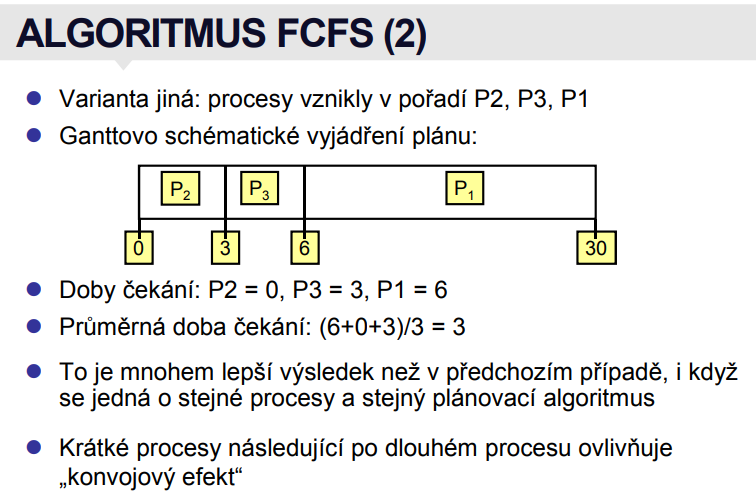 ALGORITMUS FCFS (2)
Varianta jiná: procesy vznikly v pořadí P2, P3, P1
Ganttovo schématické vyjádření plánu:
P2 P3 P1
0 3 6 30
Doby čekání: P2 = 0, P3 = 3, P1 = 6
Průměrná doba čekání: (6+0+3)/3 = 3
To je mnohem lepší výsledek než v předchozím případě, i když
se jedná o stejné procesy a stejný plánovací algoritmus
Krátké procesy následující po dlouhém procesu ovlivňuje
„konvojový efekt“